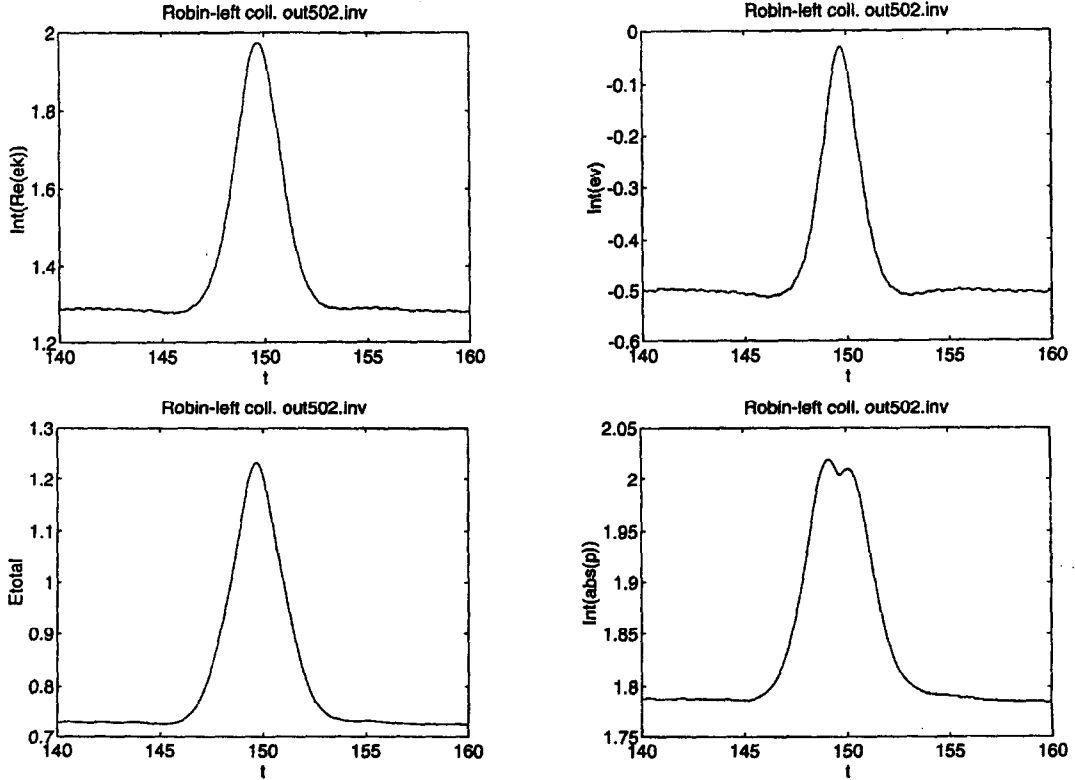 Robin-left coll. out502.inv
Int(Re(ek))
2
1.8
1.6
1.4
1.2
140 145 150 155 160
t
Robin-left coll. out502.inv
Int(ev)
0
-0.1
-0.2
-0.3
-0.4
-0.5
-0.6
140 145 150 155 160
t
Robin-left coll. out502.inv
Etotal
1.3
1.2
1.1
1
0.9
0.8
0.7
140 145 150 155 160
t
Robin-left coll. out502.inv
Int(abs(p))
2.05
2
1.95
1.9
1.85
1.8
1.75
140 145 150 155 160
t